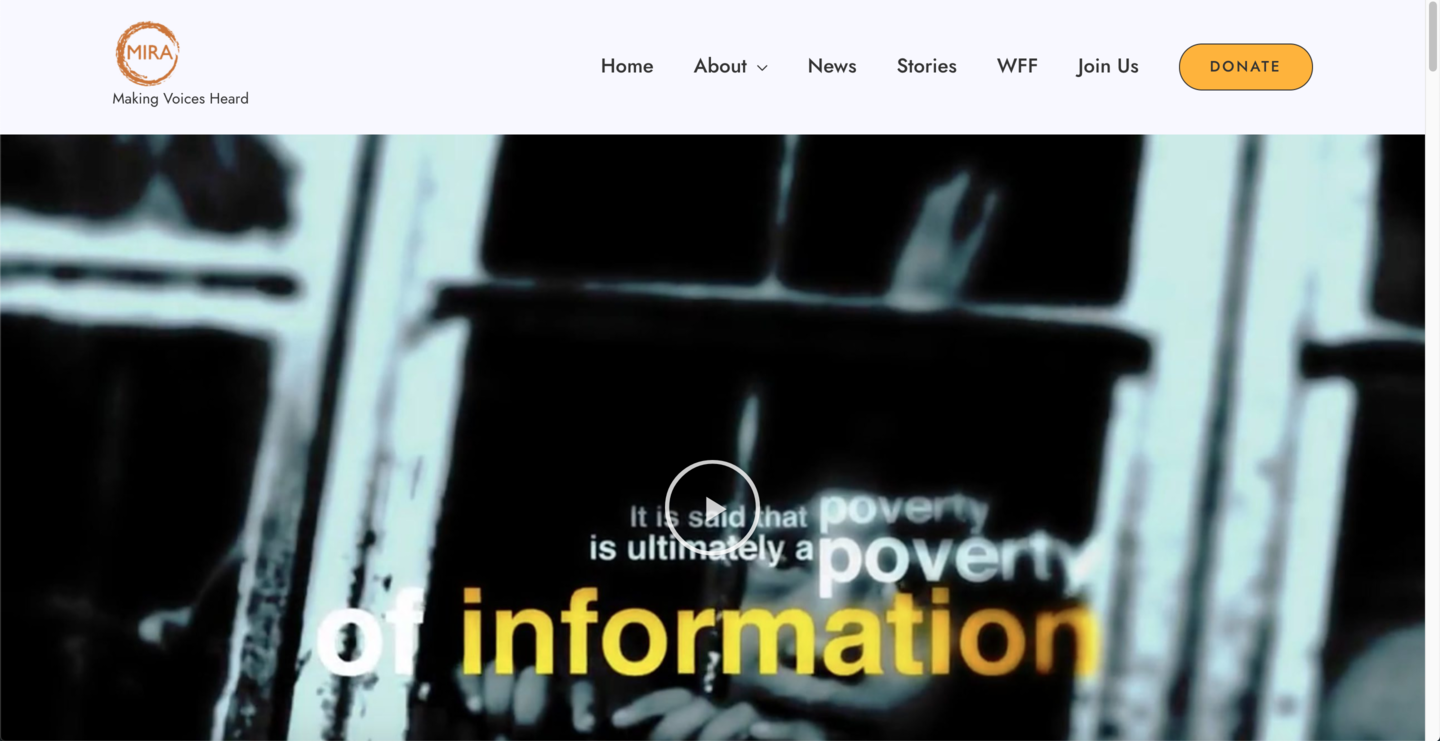 MIRA
Making Voices Heard
Home
About
News
Stories
WFF
Join Us
DONATE
It is said that poverty
is ultimately a poverty
of information